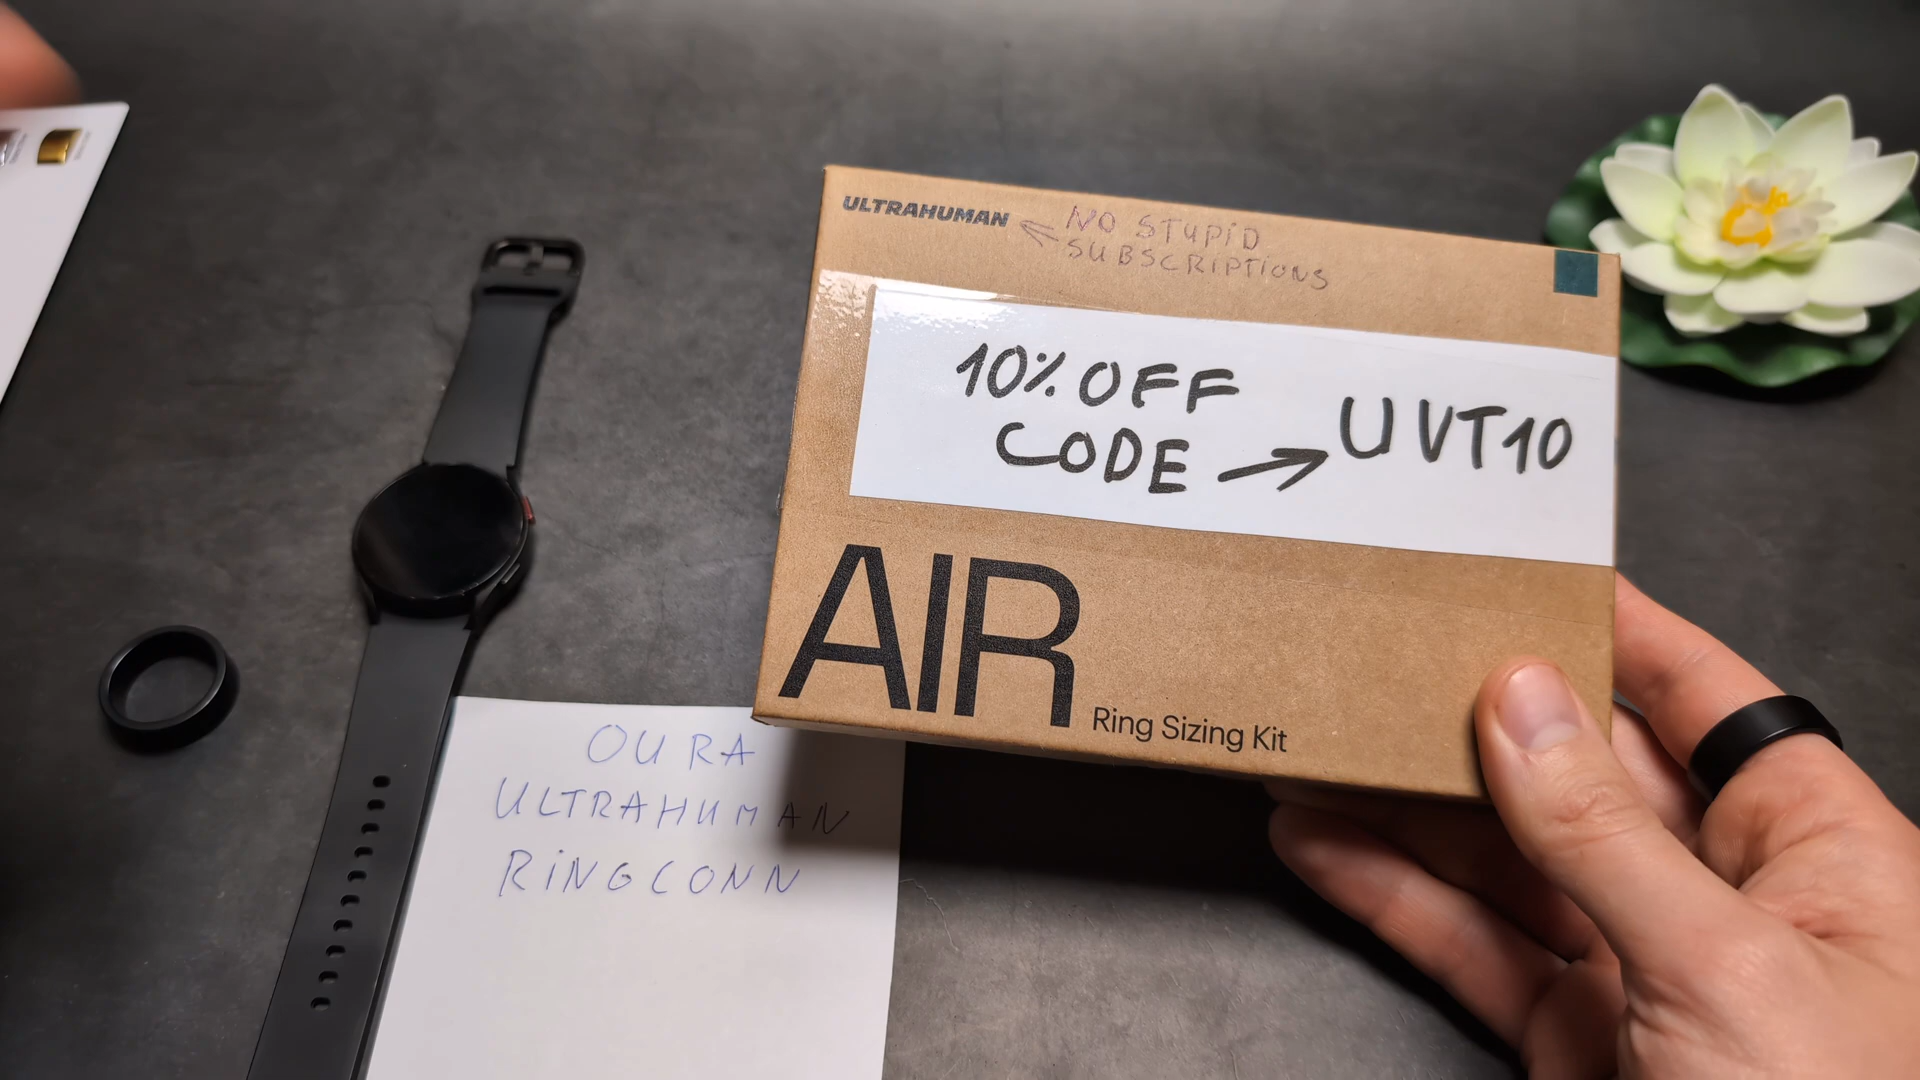 ULTRAHUMAN
NO STUPID
SUBSCRIPTIONS
10% OFF
CODE → UVT10
AIR
Ring Sizing Kit
OURA
ULTRAHUMAN
RINGCONN